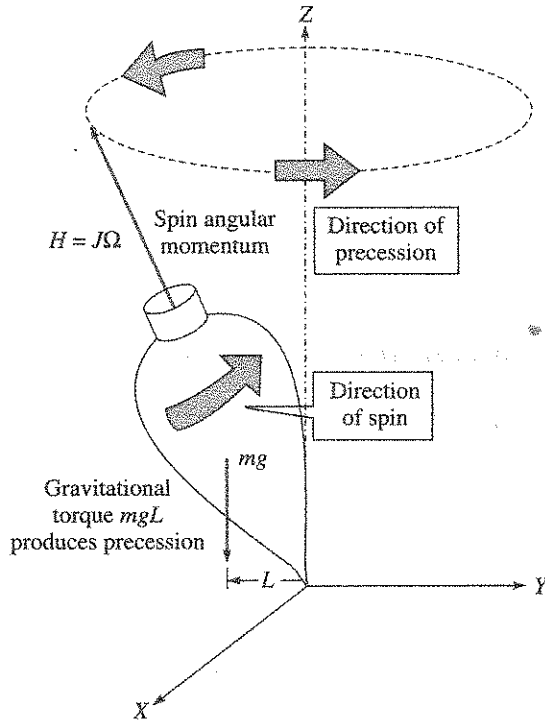 Z
Spin angular
momentum
H = JΩ
Direction of
precession
Direction
of spin
mg
Gravitational
torque mgL
produces precession
L
Y
X